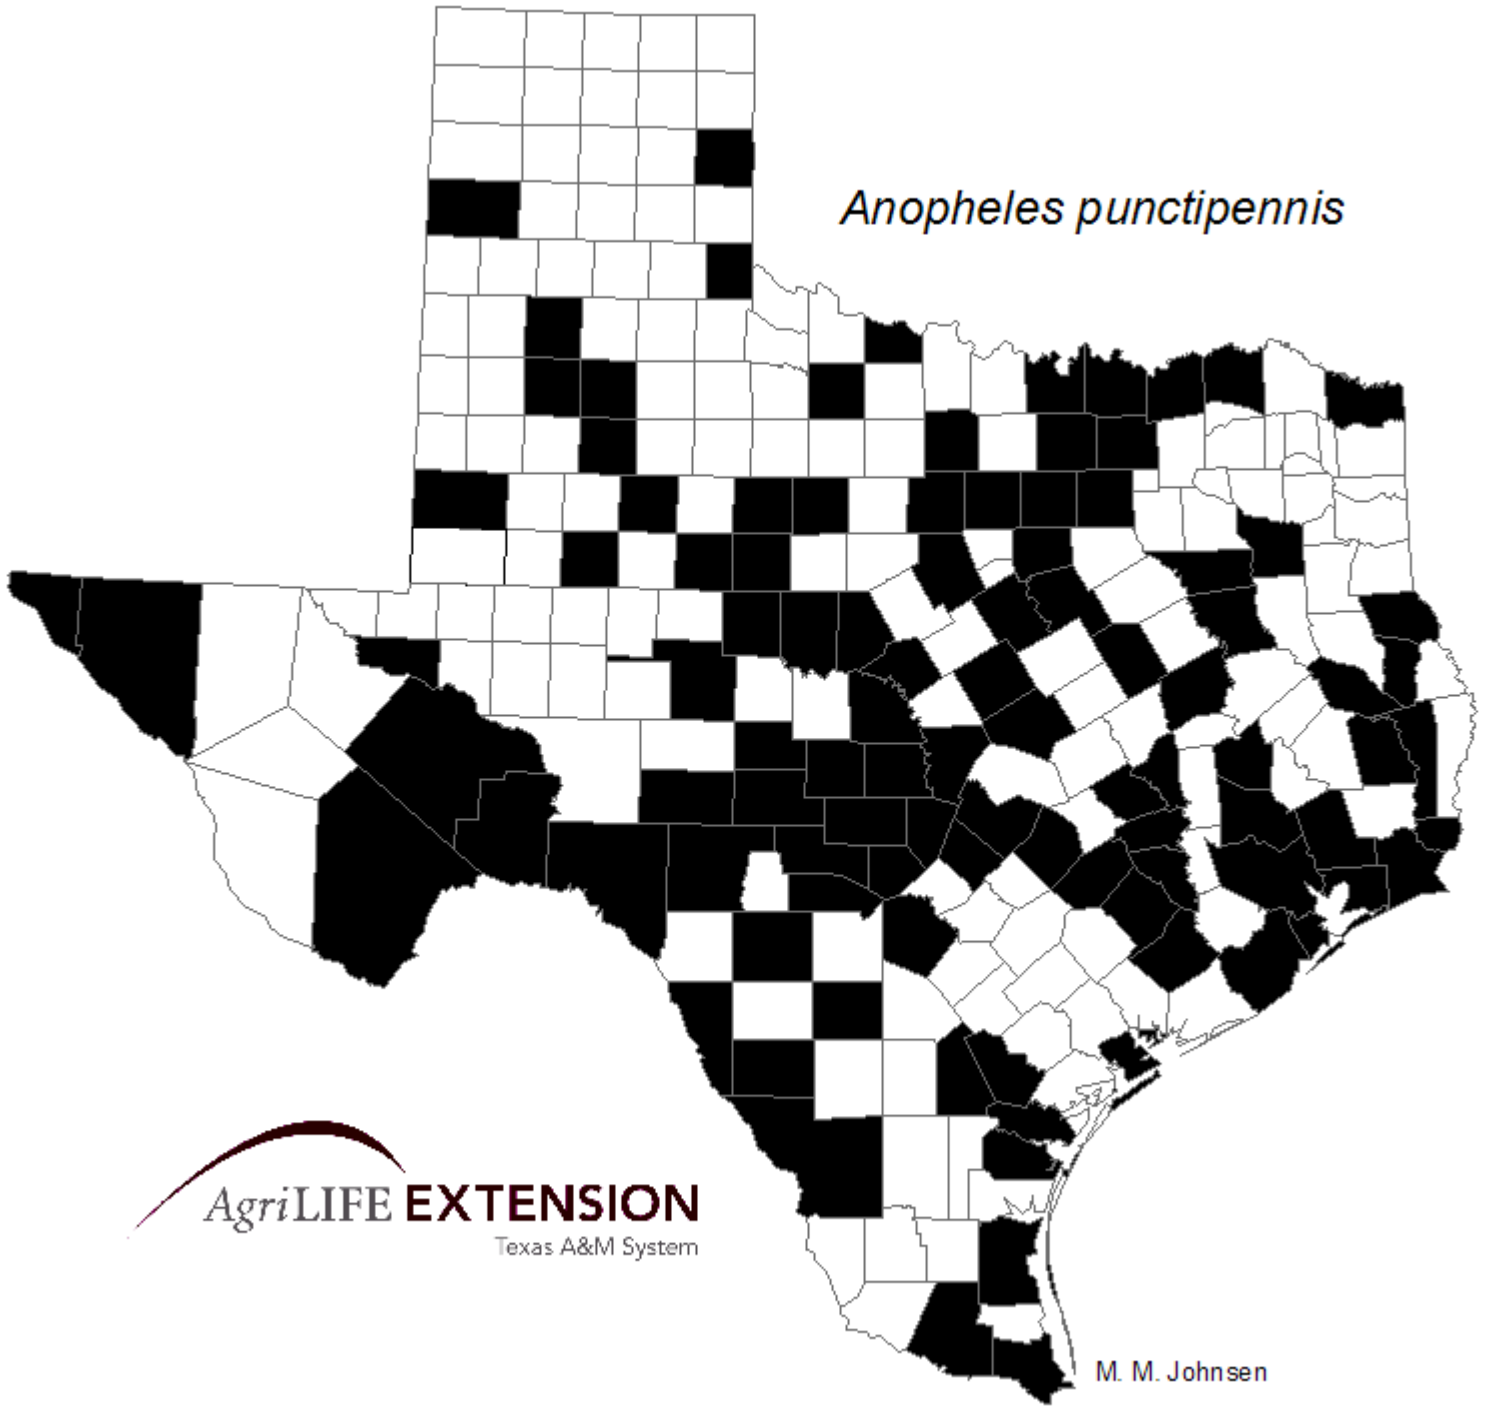 Anopheles punctipennis
AgriLIFE EXTENSION
Texas A&M System
M. M. Johnsen